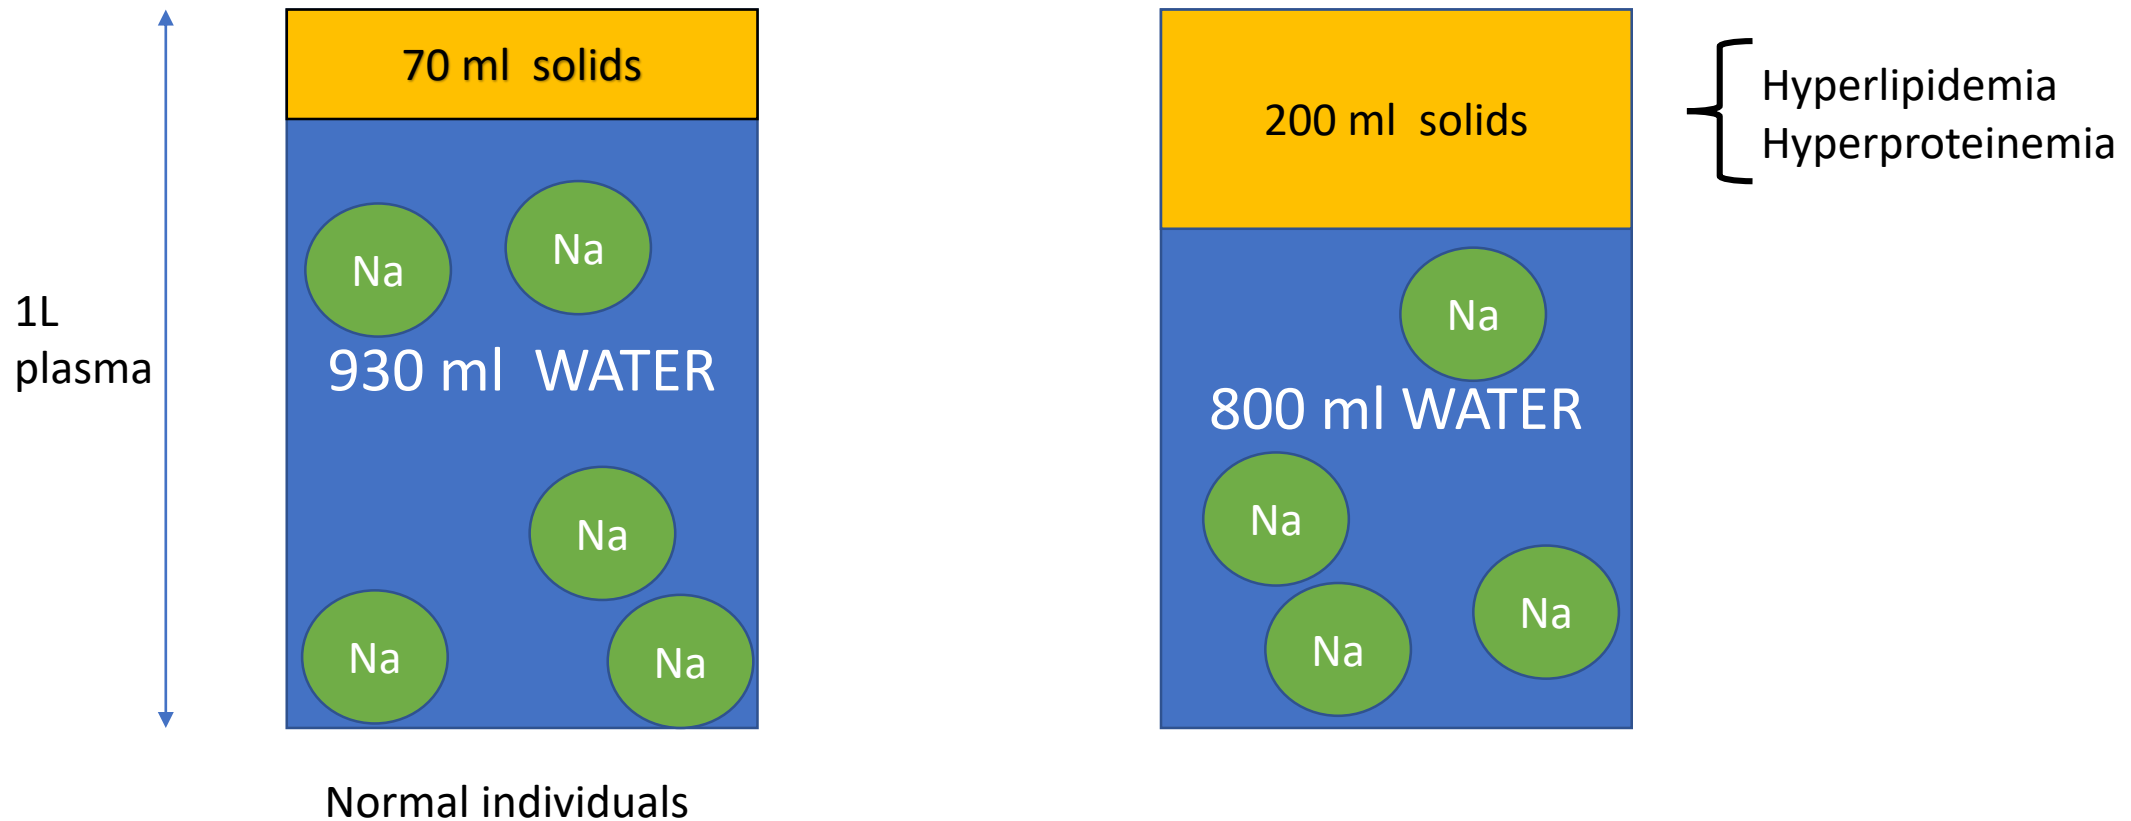 70 ml  solids
200 ml  solids
Hyperlipidemia
Hyperproteinemia
Na
Na
Na
1L
plasma
930 ml  WATER
800 ml WATER
Na
Na
Na
Na
Na
Na
Normal individuals